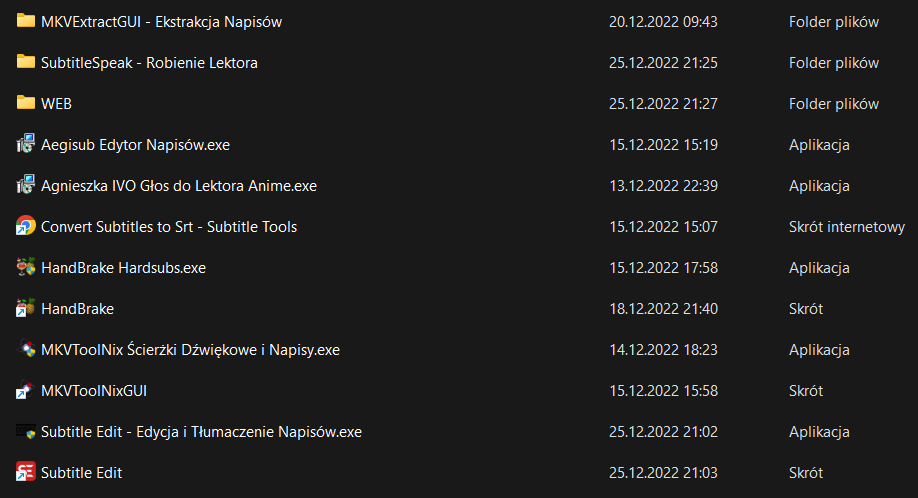 MKVExtractGUI - Ekstrakcja Napisów 20.12.2022 09:43 Folder plików
SubtitleSpeak - Robienie Lektora 25.12.2022 21:25 Folder plików
WEB 25.12.2022 21:27 Folder plików
Aegisub Edytor Napisów.exe 15.12.2022 15:19 Aplikacja
Agnieszka IVO Głos do Lektora Anime.exe 13.12.2022 22:39 Aplikacja
Convert Subtitles to Srt - Subtitle Tools 15.12.2022 15:07 Skrót internetowy
HandBrake Hardsubs.exe 15.12.2022 17:58 Aplikacja
HandBrake 18.12.2022 21:40 Skrót
MKVToolNix Ścierżki Dźwiękowe i Napisy.exe 14.12.2022 18:23 Aplikacja
MKVToolNixGUI 15.12.2022 15:58 Skrót
Subtitle Edit - Edycja i Tłumaczenie Napisów.exe 25.12.2022 21:02 Aplikacja
Subtitle Edit 25.12.2022 21:03 Skrót